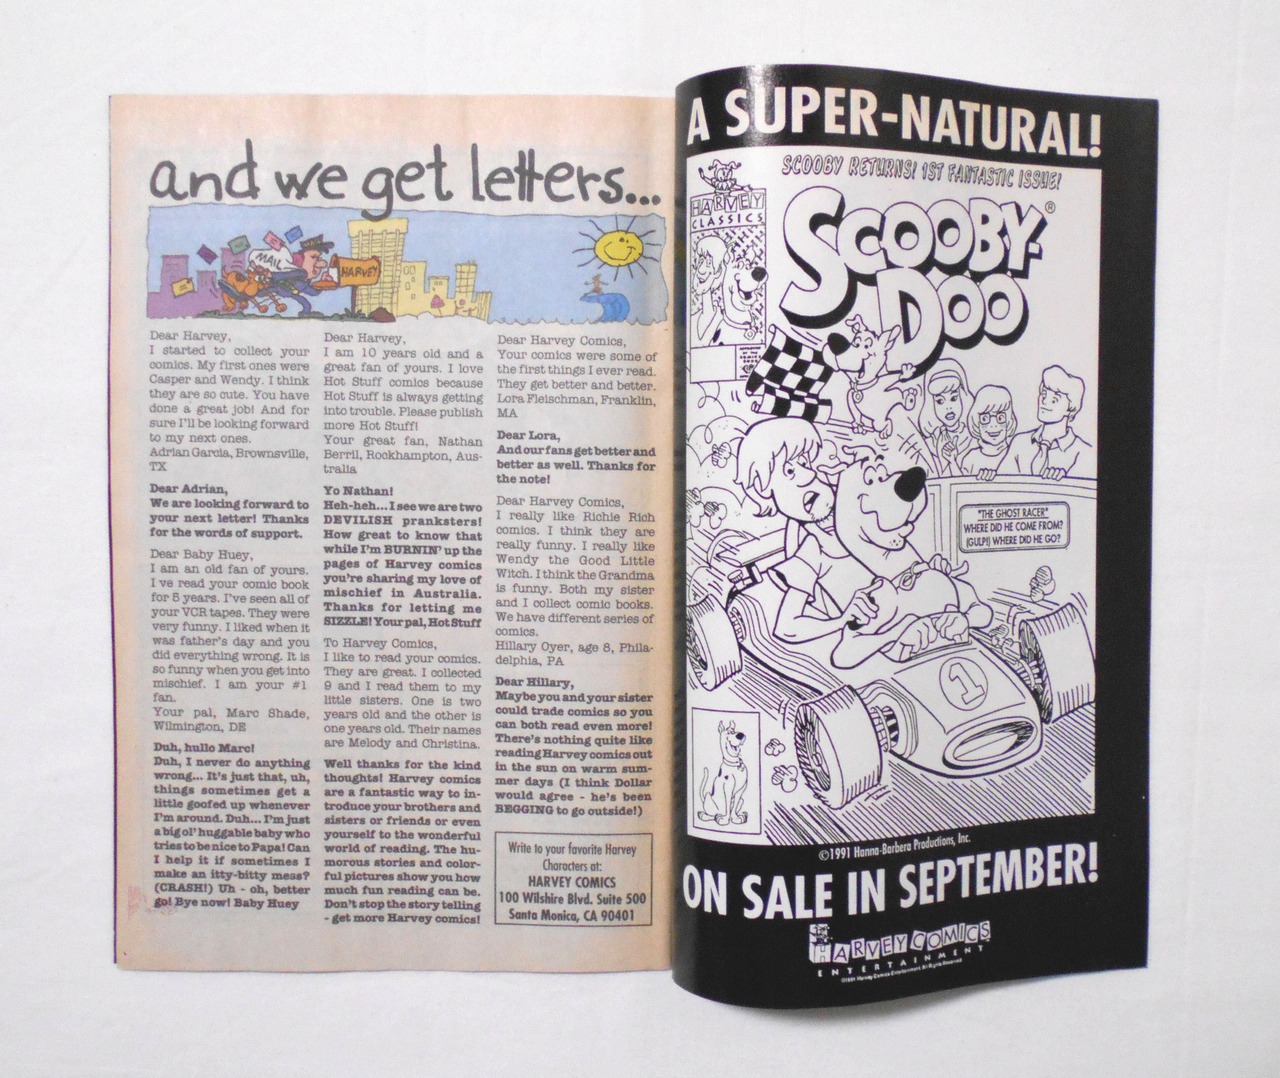 and we get letters...
MAIL
HARVEY
Dear Harvey,
I started to collect your
comics. My first ones were
Casper and Wendy. I think
they are so cute. You have
done a great job! And for
sure I'll be looking forward
to my next ones.
Adrian Garcia, Brownsville,
TX
Dear Adrian,
We are looking forward to
your next letter! Thanks
for the words of support.
Dear Baby Huey,
I am an old fan of yours.
I've read your comic book
for 5 years. I've seen all of
your VCR tapes. They were
very funny. I liked when it
was father's day and you
did everything wrong. It is
so funny when you get into
mischief. I am your #1
fan.
Your pal, Marc Shade,
Wilmington, DE
Duh, hullo Marc!
Duh, I never do anything
wrong... It's just that, uh,
things sometimes get a
little goofed up whenever
I'm around. Duh... I'm just
a big ol' huggable baby who
tries to be nice to Papa! Can
I help it if sometimes I
make an itty-bitty mess?
(CRASH!) Uh - oh, better
go! Bye now! Baby Huey
Dear Harvey,
I am 10 years old and a
great fan of yours. I love
Hot Stuff comics because
Hot Stuff is always getting
into trouble. Please publish
more Hot Stuff!
Your great fan, Nathan
Berril, Rockhampton, Aus-
tralia
Yo Nathan!
Heh-heh... I see we are two
DEVILISH pranksters!
How great to know that
while I'm BURNIN' up the
pages of Harvey comics
you're sharing my love of
mischief in Australia.
Thanks for letting me
SIZZLE! Your pal, Hot Stuff
To Harvey Comics,
I like to read your comics.
They are great. I collected
9 and I read them to my
little sisters. One is two
years old and the other is
one years old. Their names
are Melody and Christina.
Well thanks for the kind
thoughts! Harvey comics
are a fantastic way to in-
troduce your brothers and
sisters or friends or even
yourself to the wonderful
world of reading. The hu-
morous stories and color-
ful pictures show you how
much fun reading can be.
Don't stop the story telling
- get more Harvey comics!
Dear Harvey Comics,
Your comics were some of
the first things I ever read.
They get better and better.
Lora Fleischman, Franklin,
MA
Dear Lora,
And our fans get better and
better as well. Thanks for
the note!
Dear Harvey Comics,
I really like Richie Rich
comics. I think they are
really funny. I really like
Wendy the Good Little
Witch. I think the Grandma
is funny. Both my sister
and I collect comic books.
We have different series of
comics.
Hillary Oyer, age 8, Phila-
delphia, PA
Dear Hillary,
Maybe you and your sister
could trade comics so you
can both read even more!
There's nothing quite like
reading Harvey comics out
in the sun on warm sum-
mer days (I think Dollar
would agree - he's been
BEGGING to go outside!)
Write to your favorite Harvey
Characters at:
HARVEY COMICS
100 Wilshire Blvd. Suite 500
Santa Monica, CA 90401
A SUPER-NATURAL!
SCOOBY RETURNS! 1ST FANTASTIC ISSUE!
HARVEY
CLASSICS
SCOOBY-
DOO®
"THE GHOST RACER"
WHERE DID HE COME FROM?
(GULP!) WHERE DID HE GO?
1
©1991 Hanna-Barbera Productions, Inc.
ON SALE IN SEPTEMBER!
HARVEY COMICS
ENTERTAINMENT
©1991 Harvey Comics Entertainment. All Rights Reserved